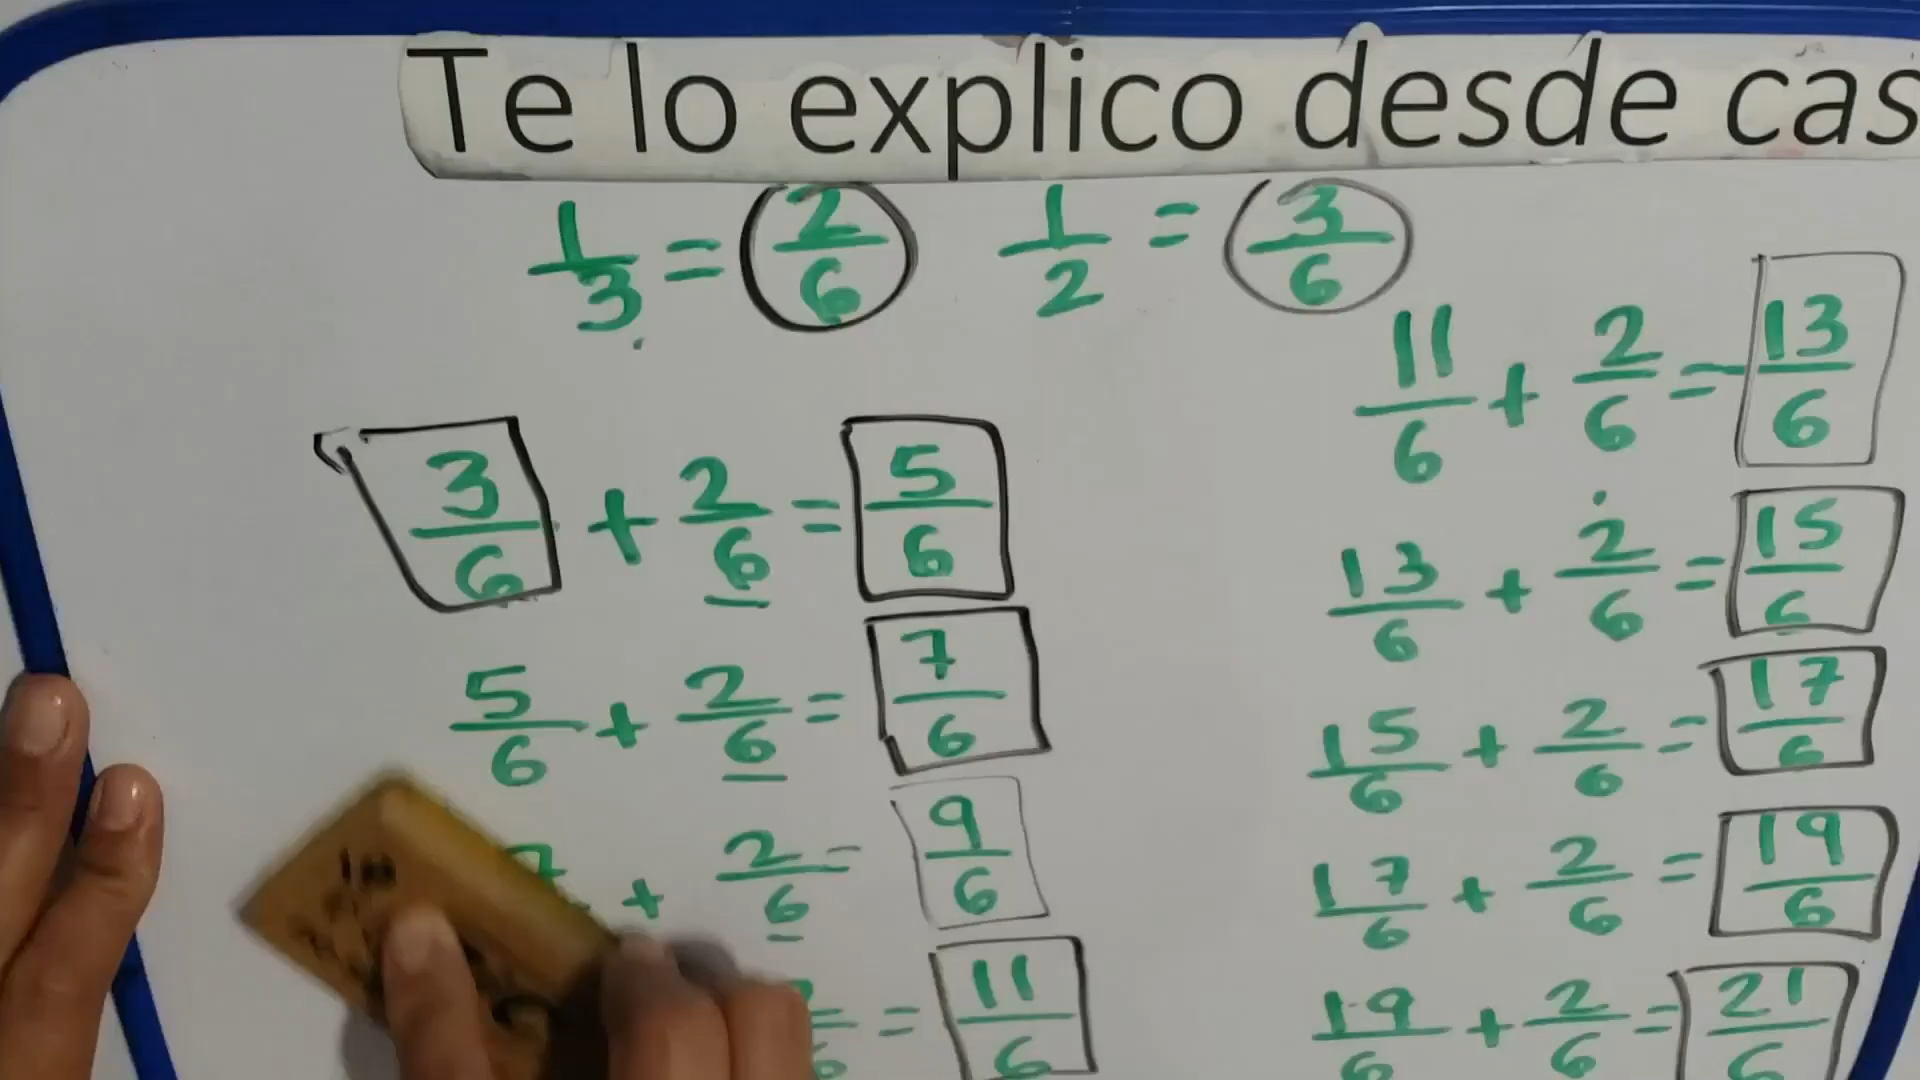 Te lo explico desde cas
1/3 = 2/6 1/2 = 3/6
3/6 + 2/6 = 5/6
5/6 + 2/6 = 7/6
7 + 2/6 = 9/6
= 11/6
11/6 + 2/6 = 13/6
13/6 + 2/6 = 15/6
15/6 + 2/6 = 17/6
17/6 + 2/6 = 19/6
19/6 + 2/6 = 21/6